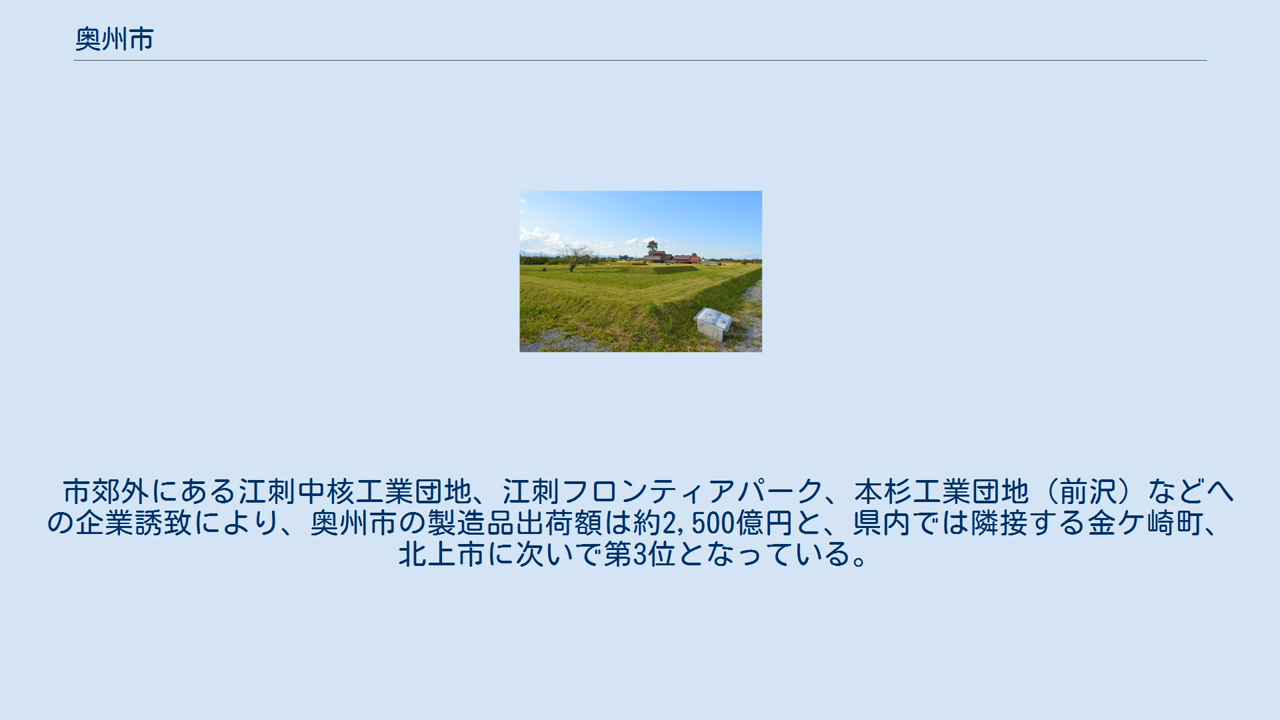 奥州市
市郊外にある江刺中核工業団地、江刺フロンティアパーク、本杉工業団地（前沢）などへ
の企業誘致により、奥州市の製造品出荷額は約2,500億円と、県内では隣接する金ケ崎町、
北上市に次いで第3位となっている。